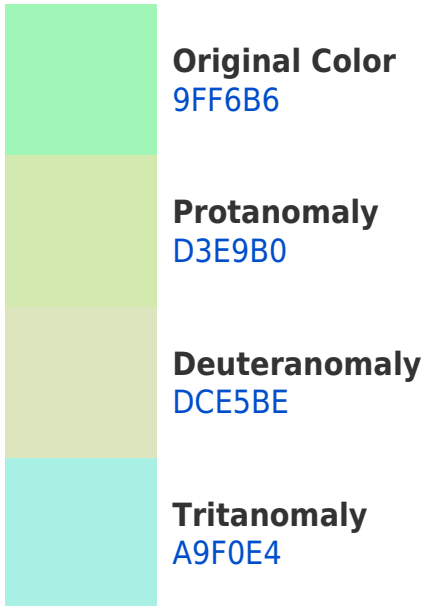 Original Color
9FF6B6
Protanomaly
D3E9B0
Deuteranomaly
DCE5BE
Tritanomaly
A9F0E4